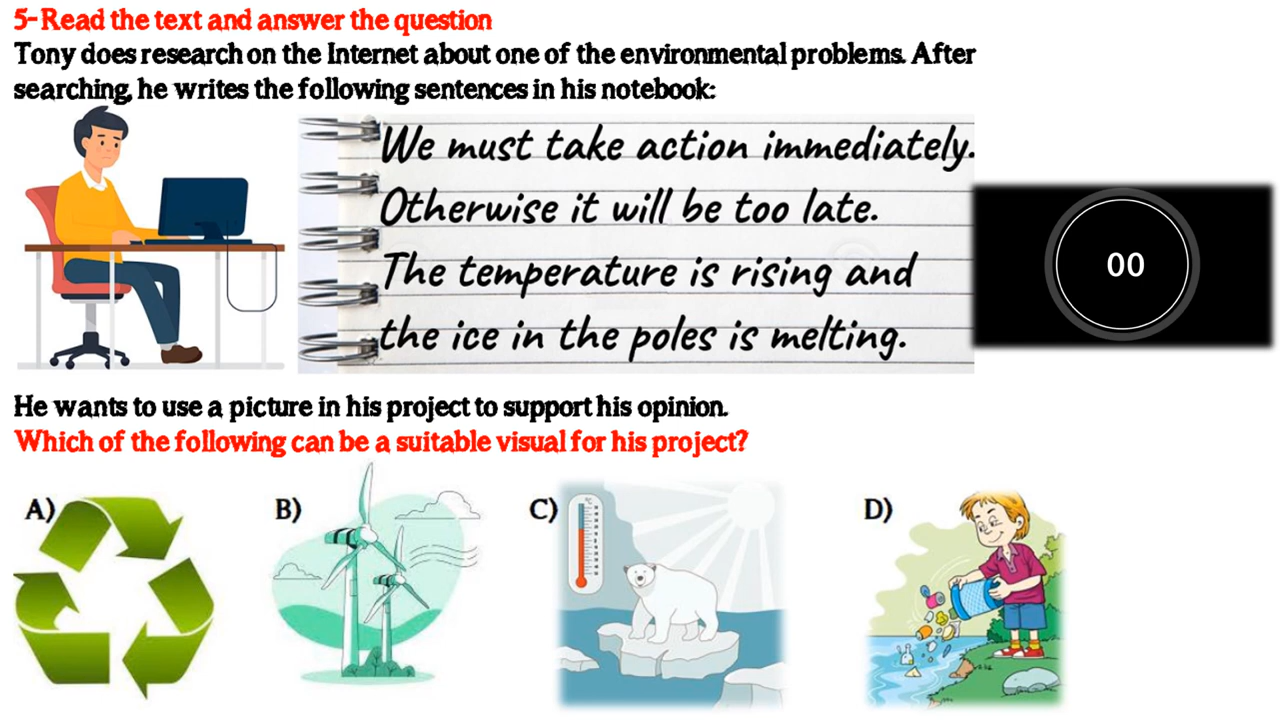 5- Read the text and answer the question
Tony does research on the Internet about one of the environmental problems. After
searching, he writes the following sentences in his notebook:
We must take action immediately.
Otherwise it will be too late.
The temperature is rising and
the ice in the poles is melting.
00
He wants to use a picture in his project to support his opinion.
Which of the following can be a suitable visual for his project?
A)
B)
C)
D)